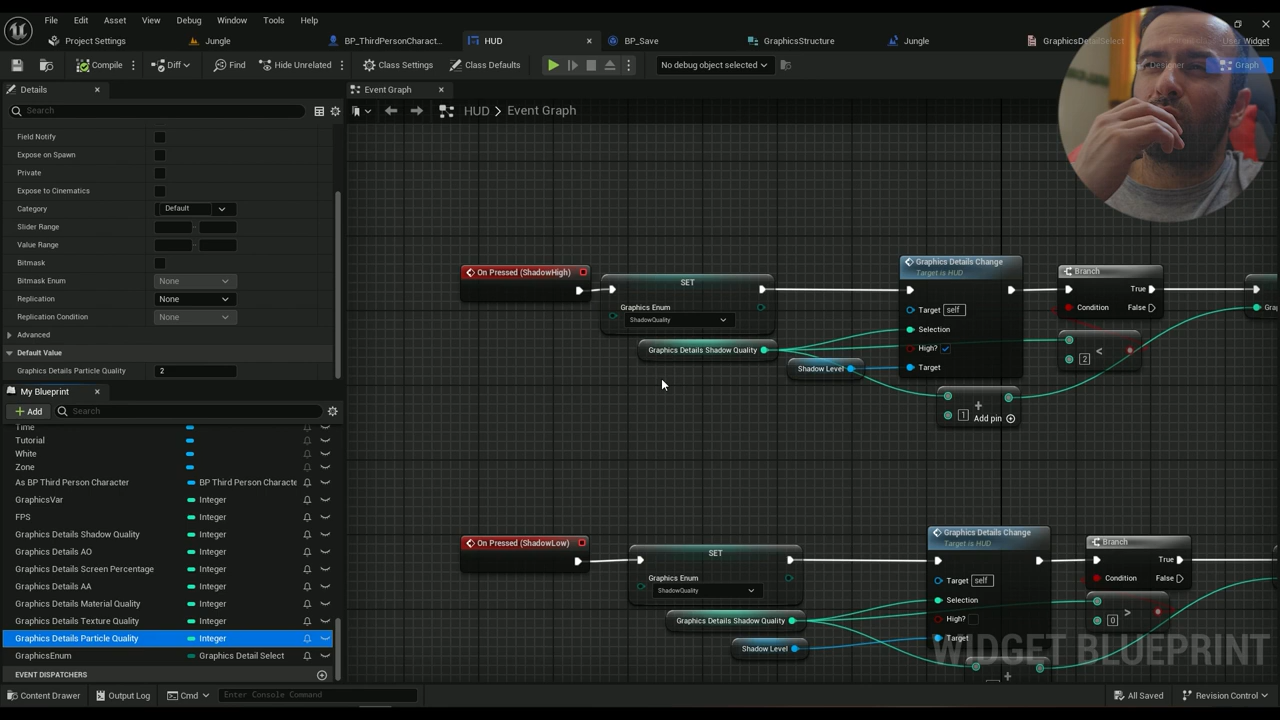 File Edit Asset View Debug Window Tools Help
Project Settings Jungle BP_ThirdPersonCharact... HUD BP_Save GraphicsStructure Jungle GraphicsDetailSelect User Widget
Compile Diff Find Hide Unrelated Class Settings Class Defaults No debug object selected Designer Graph
Details
Search
Field Notify
Expose on Spawn
Private
Expose to Cinematics
Category Default
Slider Range
Value Range
Bitmask
Bitmask Enum None
Replication None
Replication Condition None
Advanced
Default Value
Graphics Details Particle Quality 2
My Blueprint
Add Search
Time
Tutorial
White
Zone
As BP Third Person Character BP Third Person Characte
GraphicsVar Integer
FPS Integer
Graphics Details Shadow Quality Integer
Graphics Details AO Integer
Graphics Details Screen Percentage Integer
Graphics Details AA Integer
Graphics Details Material Quality Integer
Graphics Details Texture Quality Integer
Graphics Details Particle Quality Integer
GraphicsEnum Graphics Detail Select
EVENT DISPATCHERS
Event Graph
HUD > Event Graph
On Pressed (ShadowHigh)
SET
Graphics Enum
ShadowQuality
Graphics Details Shadow Quality
Shadow Level
Graphics Details Change
Target is HUD
Target self
Selection
High?
Target
Branch
True
Condition False
<
2
+
1 Add pin
Gra
On Pressed (ShadowLow)
SET
Graphics Enum
ShadowQuality
Graphics Details Shadow Quality
Shadow Level
Graphics Details Change
Target is HUD
Target self
Selection
High?
Target
Branch
True
Condition False
>
0
+
WIDGET BLUEPRINT
Content Drawer Output Log Cmd Enter Console Command All Saved Revision Control